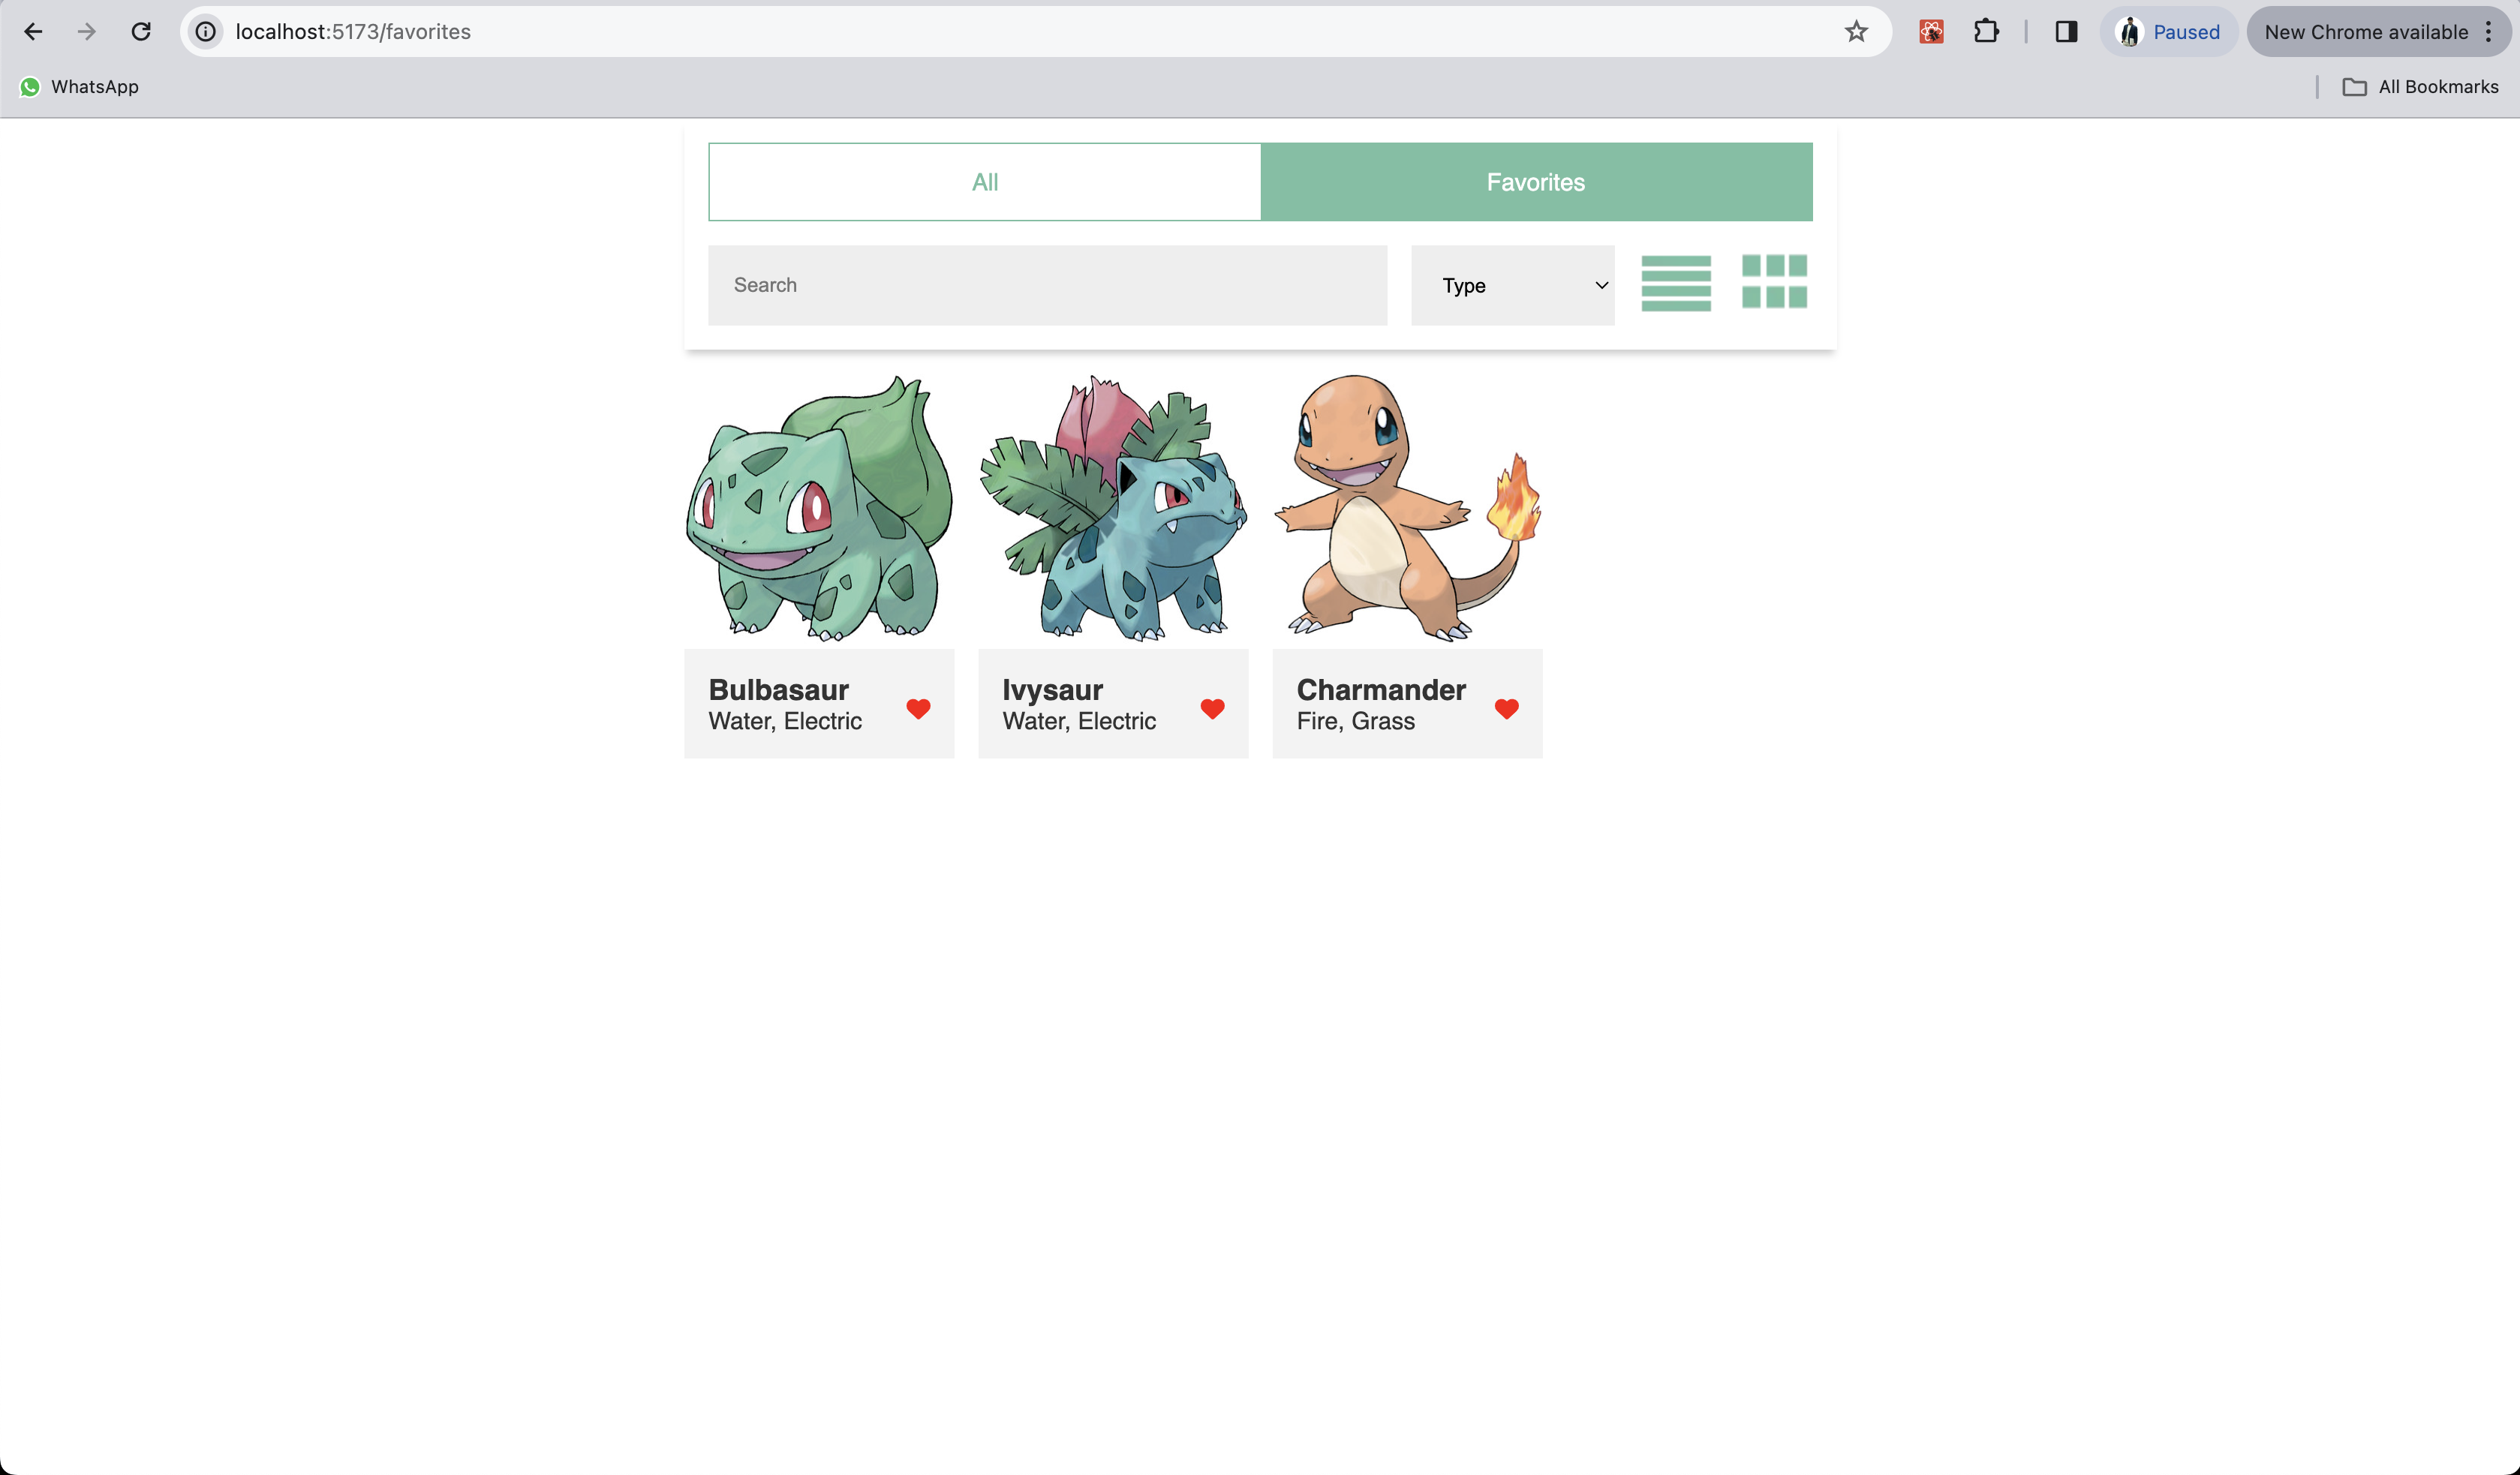 localhost:5173/favorites
Paused
New Chrome available
WhatsApp
All Bookmarks
All
Favorites
Search
Type
Bulbasaur
Water, Electric
Ivysaur
Water, Electric
Charmander
Fire, Grass